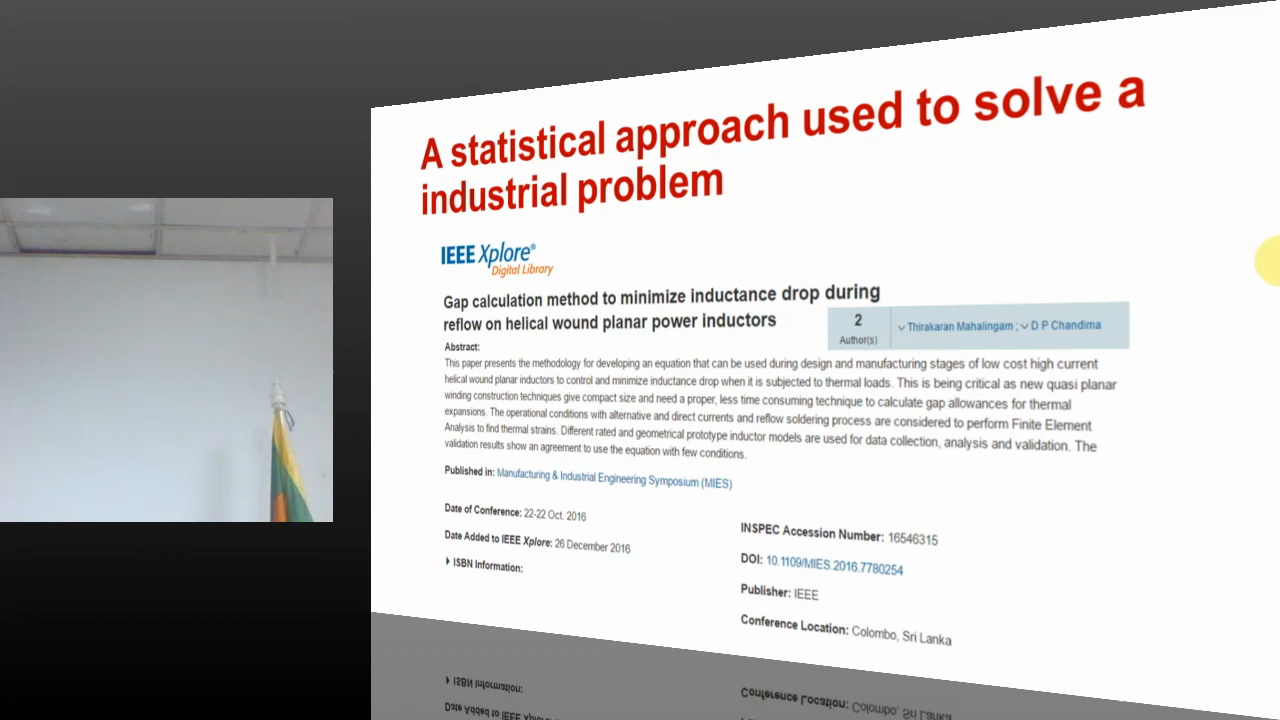 A statistical approach used to solve a
industrial problem
IEEE Xplore®
Digital Library
Gap calculation method to minimize inductance drop during
reflow on helical wound planar power inductors
2
Author(s)
Thirakaran Mahalingam ; D P Chandima
Abstract:
This paper presents the methodology for developing an equation that can be used during design and manufacturing stages of low cost high current
helical wound planar inductors to control and minimize inductance drop when it is subjected to thermal loads. This is being critical as new quasi planar
winding construction techniques give compact size and need a proper, less time consuming technique to calculate gap allowances for thermal
expansions. The operational conditions with alternative and direct currents and reflow soldering process are considered to perform Finite Element
Analysis to find thermal strains. Different rated and geometrical prototype inductor models are used for data collection, analysis and validation. The
validation results show an agreement to use the equation with few conditions.
Published in: Manufacturing & Industrial Engineering Symposium (MIES)
Date of Conference: 22-22 Oct. 2016
Date Added to IEEE Xplore: 26 December 2016
ISBN Information:
INSPEC Accession Number: 16546315
DOI: 10.1109/MIES.2016.7780254
Publisher: IEEE
Conference Location: Colombo, Sri Lanka